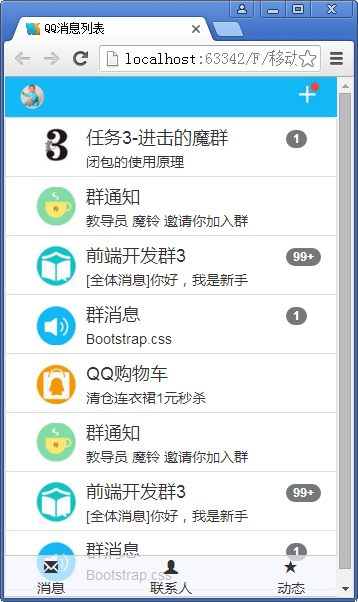 QQ消息列表
localhost:63342/F/移动
任务3-进击的魔群 1
闭包的使用原理
群通知
教导员 魔铃 邀请你加入群
前端开发群3 99+
[全体消息]你好，我是新手
群消息 1
Bootstrap.css
QQ购物车
清仓连衣裙1元秒杀
群通知
教导员 魔铃 邀请你加入群
前端开发群3 99+
[全体消息]你好，我是新手
群消息 1
Bootstrap.css
消息 联系人 动态